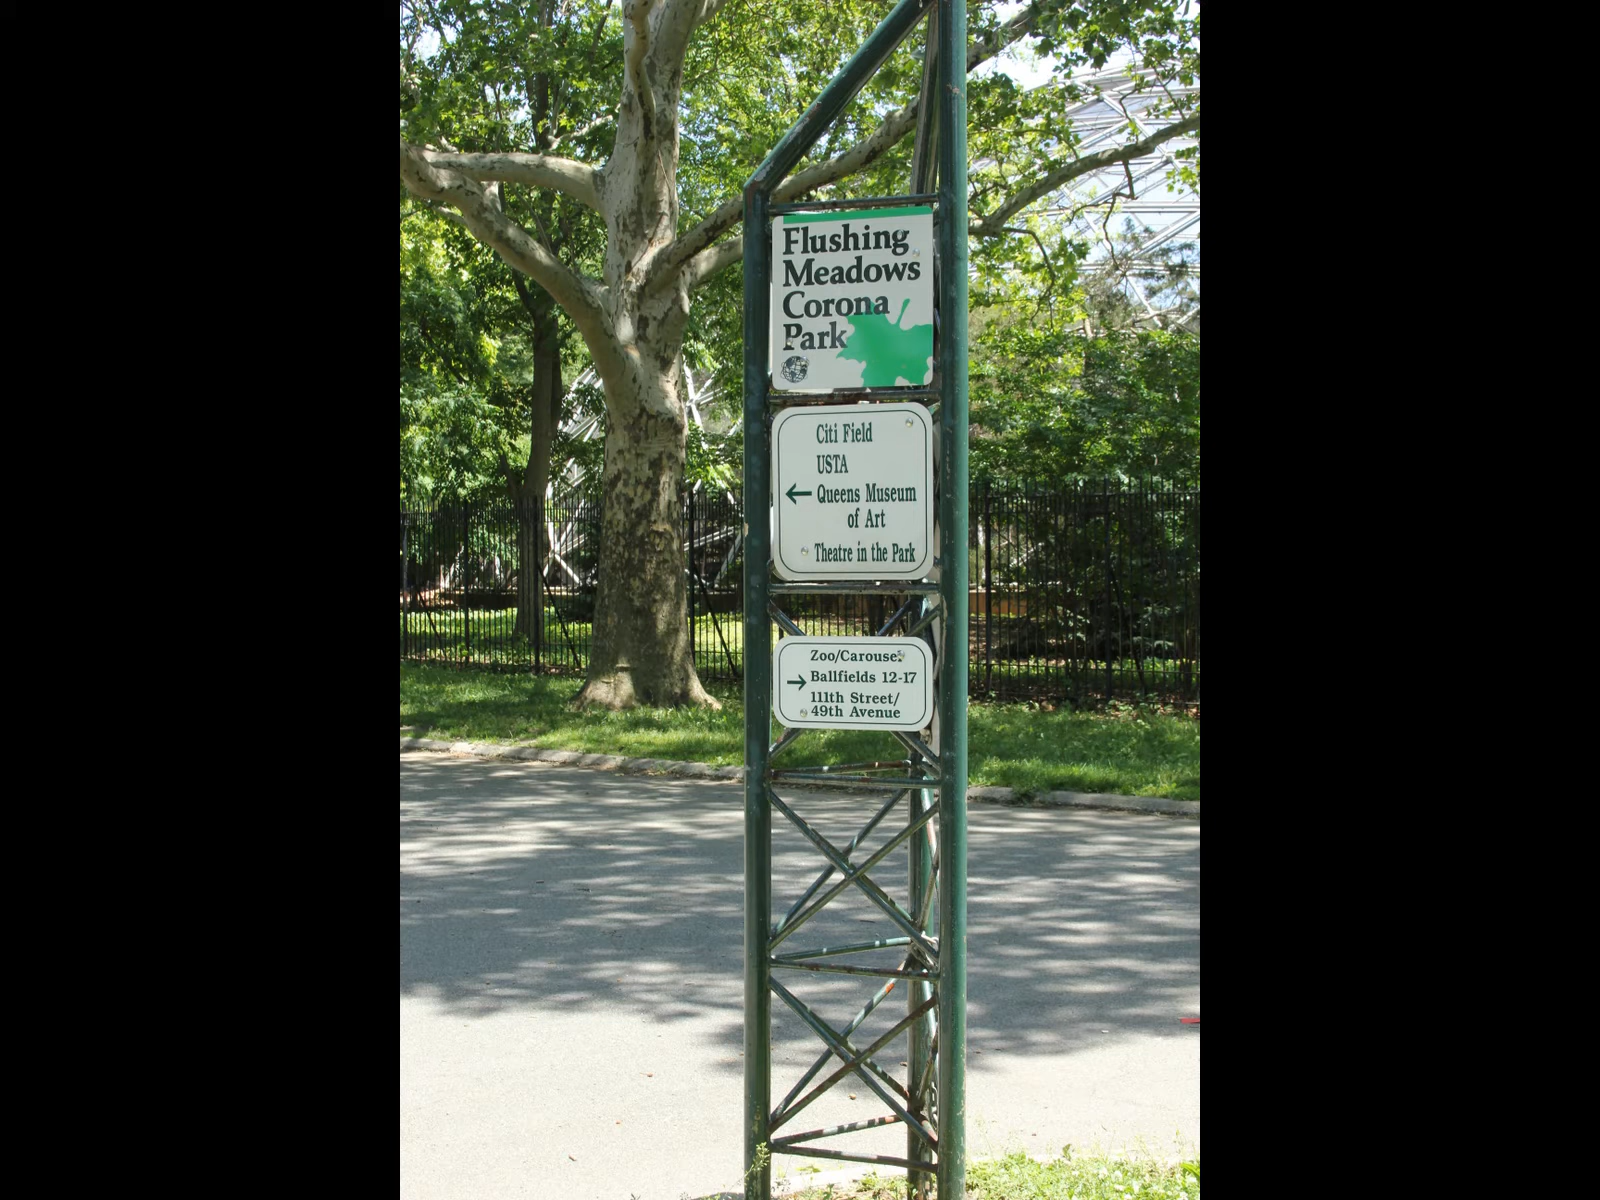 Flushing
Meadows
Corona
Park
Citi Field
USTA
← Queens Museum
of Art
Theatre in the Park
Zoo/Carousel
→ Ballfields 12-17
111th Street/
49th Avenue